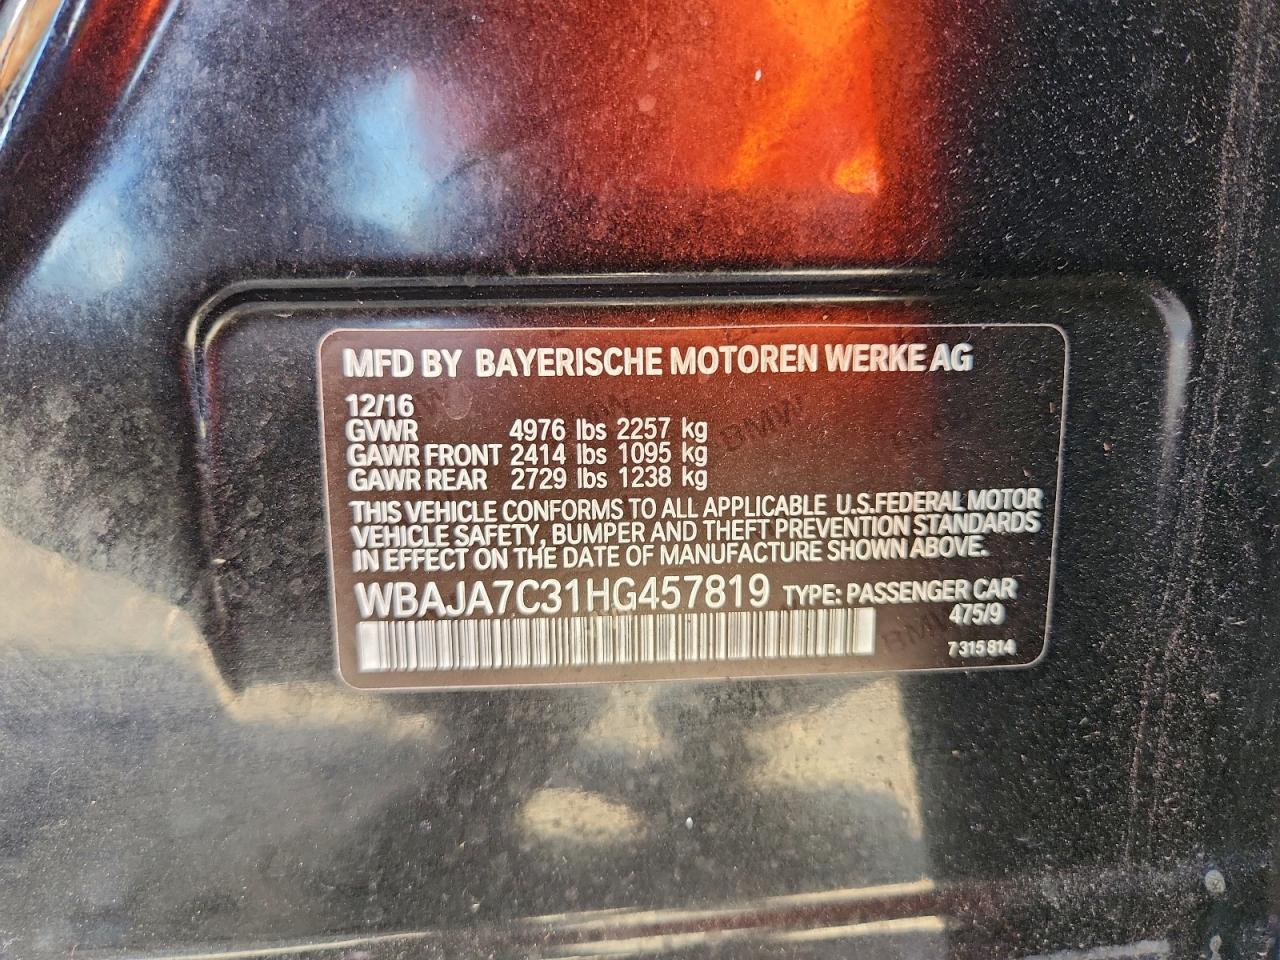 MFD BY BAYERISCHE MOTOREN WERKE AG
12/16
GVWR 4976 lbs 2257 kg
GAWR FRONT 2414 lbs 1095 kg
GAWR REAR 2729 lbs 1238 kg
THIS VEHICLE CONFORMS TO ALL APPLICABLE U.S.FEDERAL MOTOR
VEHICLE SAFETY, BUMPER AND THEFT PREVENTION STANDARDS
IN EFFECT ON THE DATE OF MANUFACTURE SHOWN ABOVE.
WBAJA7C31HG457819 TYPE: PASSENGER CAR
475/9
7 315 814
BMW
BMW
BMW